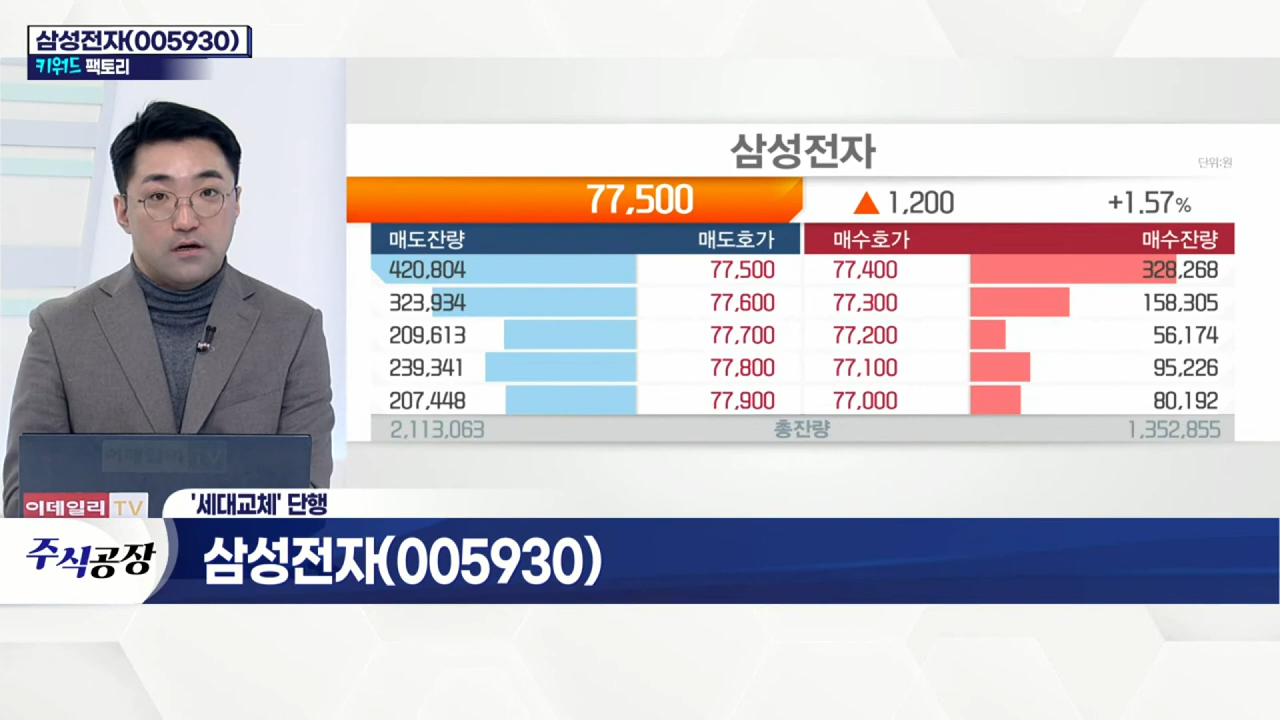 삼성전자(005930)
키워드 팩토리
삼성전자
단위:원
77,500 ▲ 1,200 +1.57%
매도잔량 매도호가 매수호가 매수잔량
420,804 77,500 77,400 328,268
323,934 77,600 77,300 158,305
209,613 77,700 77,200 56,174
239,341 77,800 77,100 95,226
207,448 77,900 77,000 80,192
2,113,063 총잔량 1,352,855
이데일리 TV
'세대교체' 단행
주식공장
삼성전자(005930)